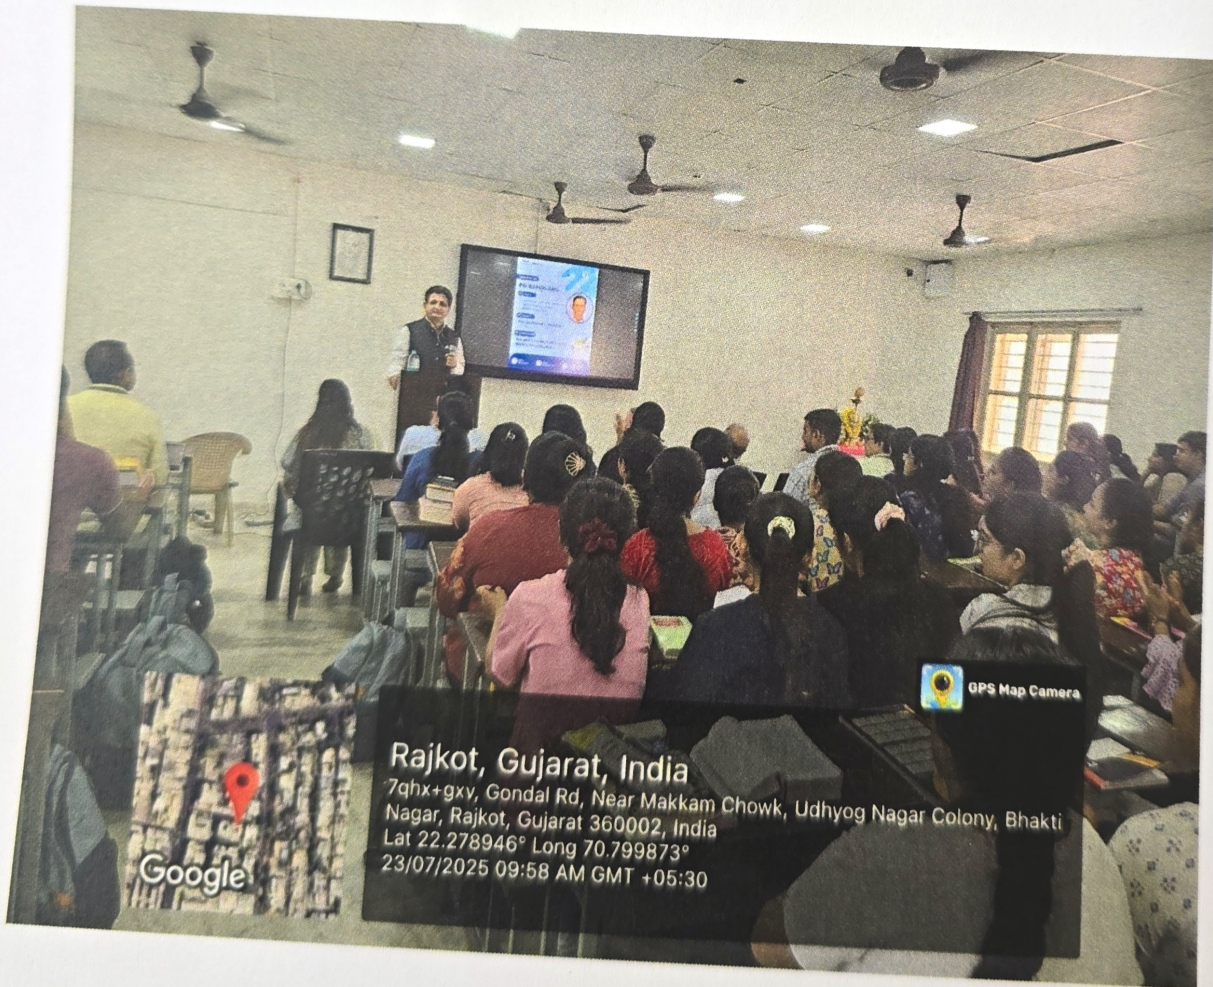 GPS Map Camera
Rajkot, Gujarat, India
7qhx+gxv, Gondal Rd, Near Makkam Chowk, Udhyog Nagar Colony, Bhakti
Nagar, Rajkot, Gujarat 360002, India
Lat 22.278946° Long 70.799873°
23/07/2025 09:58 AM GMT +05:30
Google